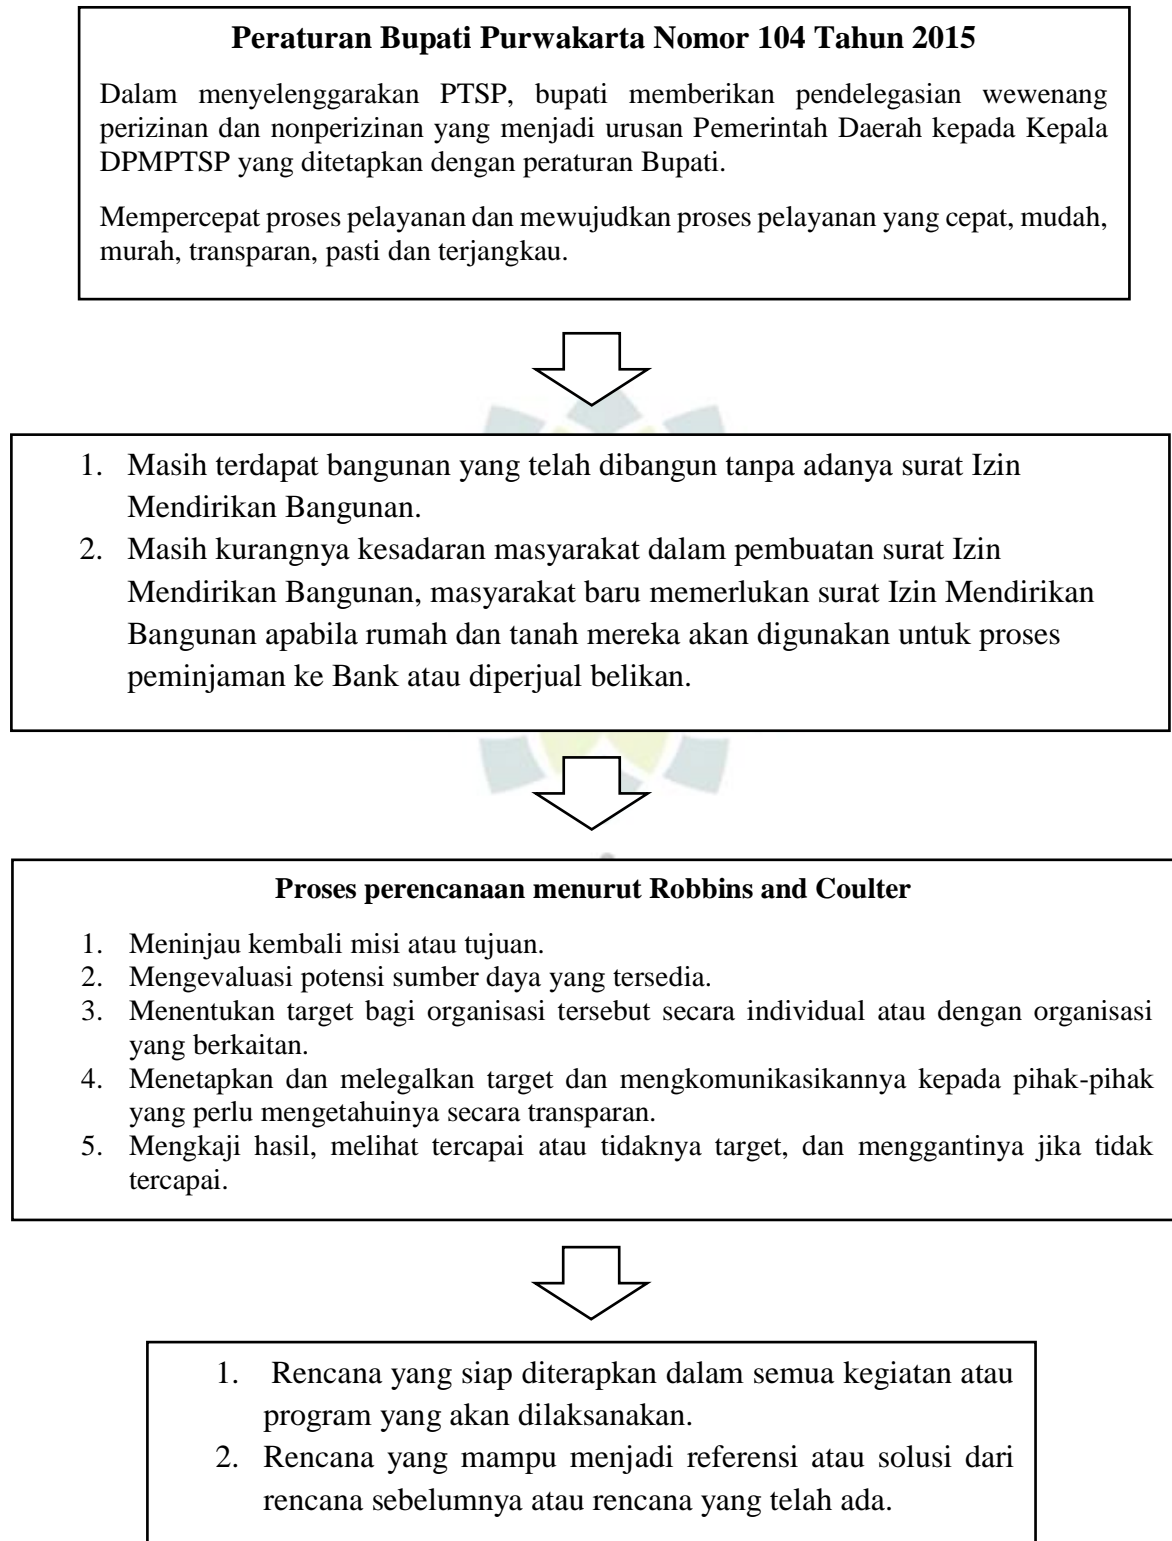 Peraturan Bupati Purwakarta Nomor 104 Tahun 2015
Dalam menyelenggarakan PTSP, bupati memberikan pendelegasian wewenang
perizinan dan nonperizinan yang menjadi urusan Pemerintah Daerah kepada Kepala
DPMPTSP yang ditetapkan dengan peraturan Bupati.
Mempercepat proses pelayanan dan mewujudkan proses pelayanan yang cepat, mudah,
murah, transparan, pasti dan terjangkau.
1. Masih terdapat bangunan yang telah dibangun tanpa adanya surat Izin
Mendirikan Bangunan.
2. Masih kurangnya kesadaran masyarakat dalam pembuatan surat Izin
Mendirikan Bangunan, masyarakat baru memerlukan surat Izin Mendirikan
Bangunan apabila rumah dan tanah mereka akan digunakan untuk proses
peminjaman ke Bank atau diperjual belikan.
Proses perencanaan menurut Robbins and Coulter
1. Meninjau kembali misi atau tujuan.
2. Mengevaluasi potensi sumber daya yang tersedia.
3. Menentukan target bagi organisasi tersebut secara individual atau dengan organisasi
yang berkaitan.
4. Menetapkan dan melegalkan target dan mengkomunikasikannya kepada pihak-pihak
yang perlu mengetahuinya secara transparan.
5. Mengkaji hasil, melihat tercapai atau tidaknya target, dan menggantinya jika tidak
tercapai.
1. Rencana yang siap diterapkan dalam semua kegiatan atau
program yang akan dilaksanakan.
2. Rencana yang mampu menjadi referensi atau solusi dari
rencana sebelumnya atau rencana yang telah ada.